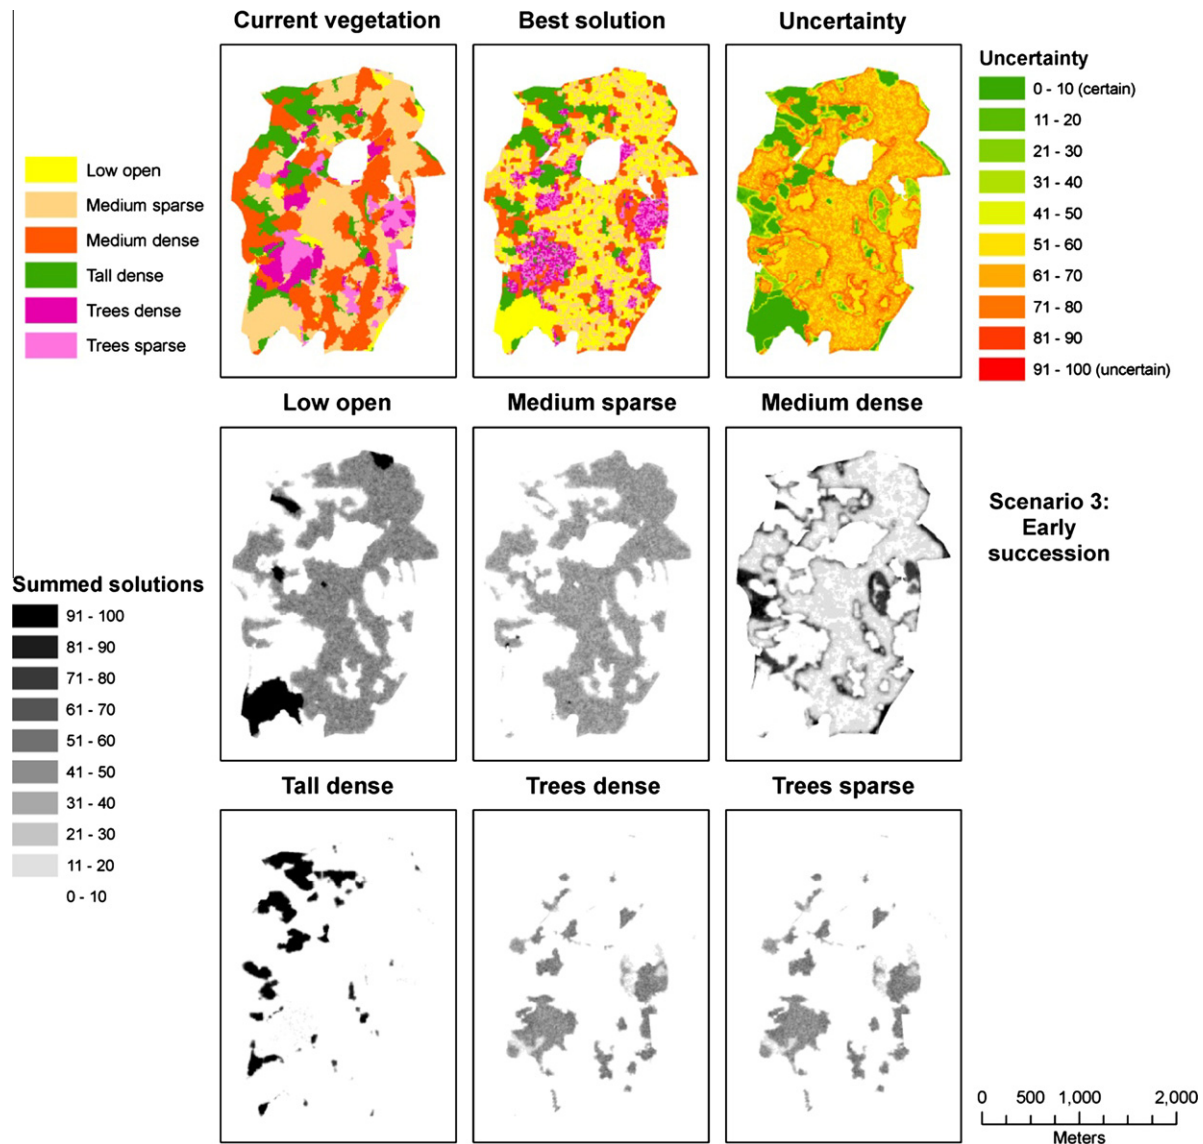 Current vegetation
Best solution
Uncertainty
Low open
Medium sparse
Medium dense
Tall dense
Trees dense
Trees sparse
Uncertainty
0 - 10 (certain)
11 - 20
21 - 30
31 - 40
41 - 50
51 - 60
61 - 70
71 - 80
81 - 90
91 - 100 (uncertain)
Low open
Medium sparse
Medium dense
Summed solutions
91 - 100
81 - 90
71 - 80
61 - 70
51 - 60
41 - 50
31 - 40
21 - 30
11 - 20
0 - 10
Scenario 3:
Early
succession
Tall dense
Trees dense
Trees sparse
0 500 1,000 2,000
Meters